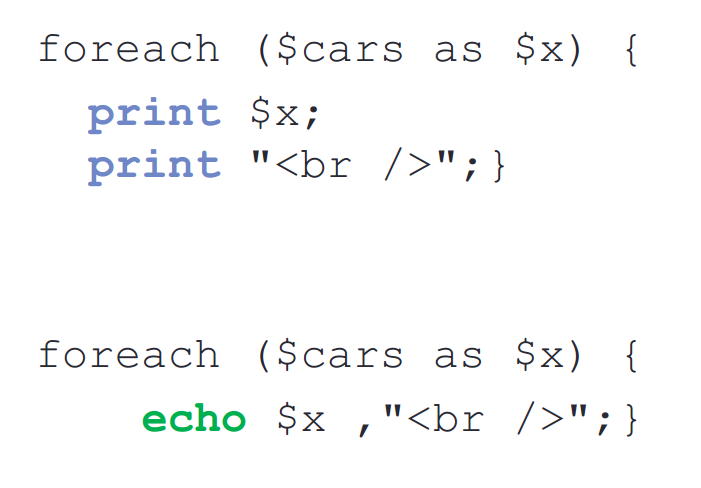 foreach ($cars as $x) {
print $x;
print "<br />";}
foreach ($cars as $x) {
echo $x ,"<br />";}